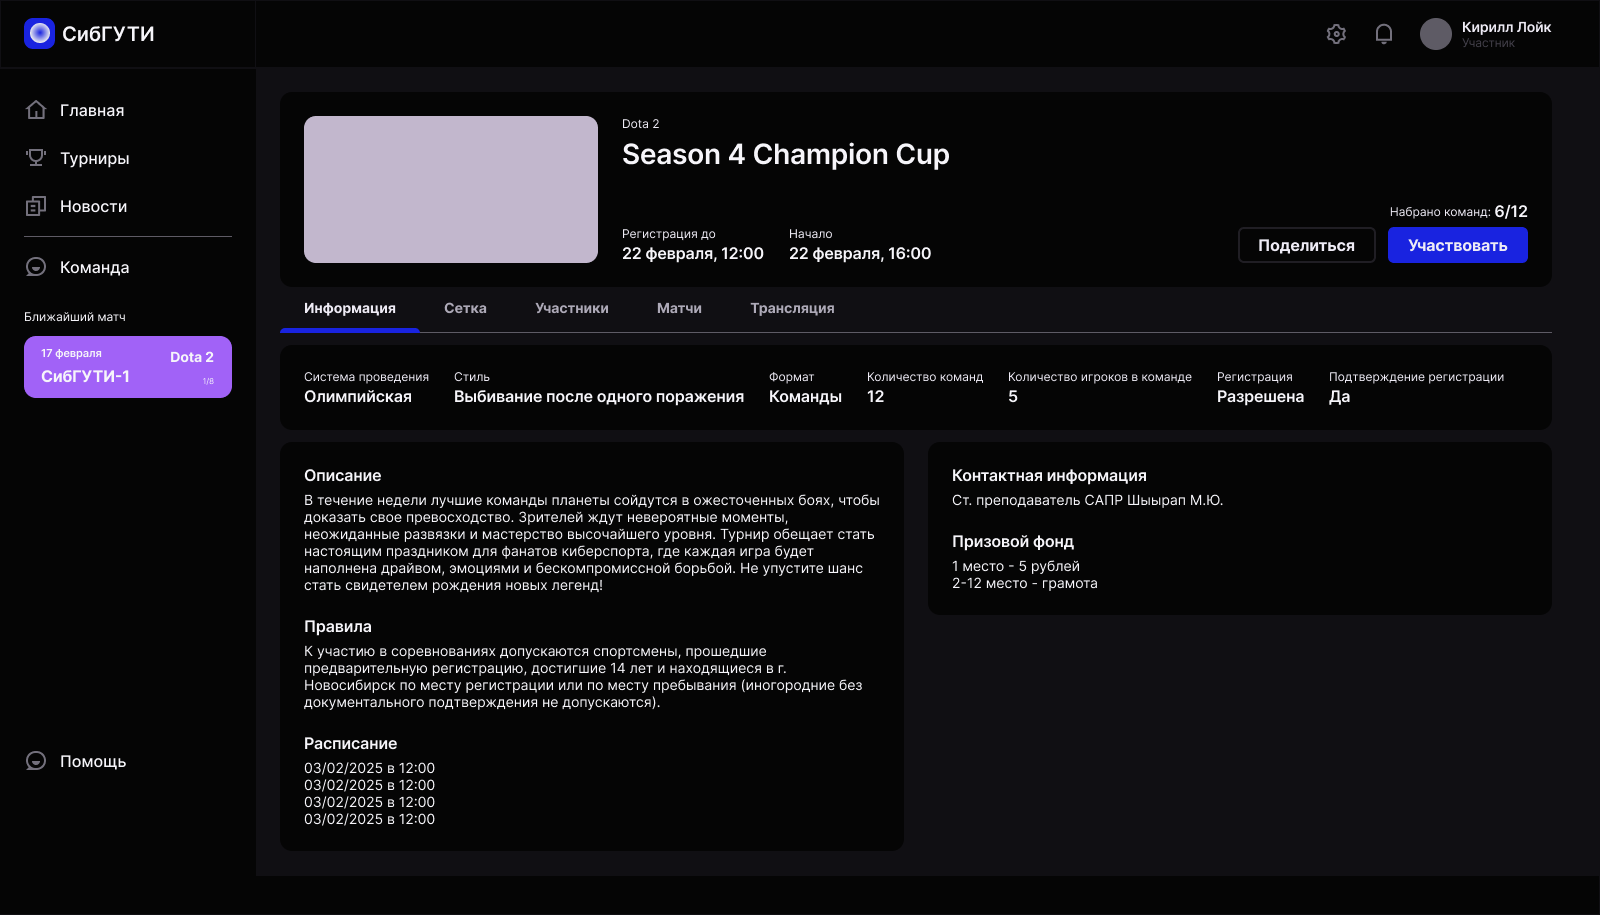 СибГУТИ
Кирилл Лойк
Участник
Главная
Турниры
Новости
Команда
Ближайший матч
17 февраля
Dota 2
СибГУТИ-1
1/8
Помощь
Dota 2
Season 4 Champion Cup
Регистрация до
22 февраля, 12:00
Начало
22 февраля, 16:00
Набрано команд: 6/12
Поделиться
Участвовать
Информация
Сетка
Участники
Матчи
Трансляция
Система проведения
Олимпийская
Стиль
Выбивание после одного поражения
Формат
Команды
Количество команд
12
Количество игроков в команде
5
Регистрация
Разрешена
Подтверждение регистрации
Да
Описание
В течение недели лучшие команды планеты сойдутся в ожесточенных боях, чтобы
доказать свое превосходство. Зрителей ждут невероятные моменты,
неожиданные развязки и мастерство высочайшего уровня. Турнир обещает стать
настоящим праздником для фанатов киберспорта, где каждая игра будет
наполнена драйвом, эмоциями и бескомпромиссной борьбой. Не упустите шанс
стать свидетелем рождения новых легенд!
Правила
К участию в соревнованиях допускаются спортсмены, прошедшие
предварительную регистрацию, достигшие 14 лет и находящиеся в г.
Новосибирск по месту регистрации или по месту пребывания (иногородние без
документального подтверждения не допускаются).
Расписание
03/02/2025 в 12:00
03/02/2025 в 12:00
03/02/2025 в 12:00
03/02/2025 в 12:00
Контактная информация
Ст. преподаватель САПР Шыырап М.Ю.
Призовой фонд
1 место - 5 рублей
2-12 место - грамота